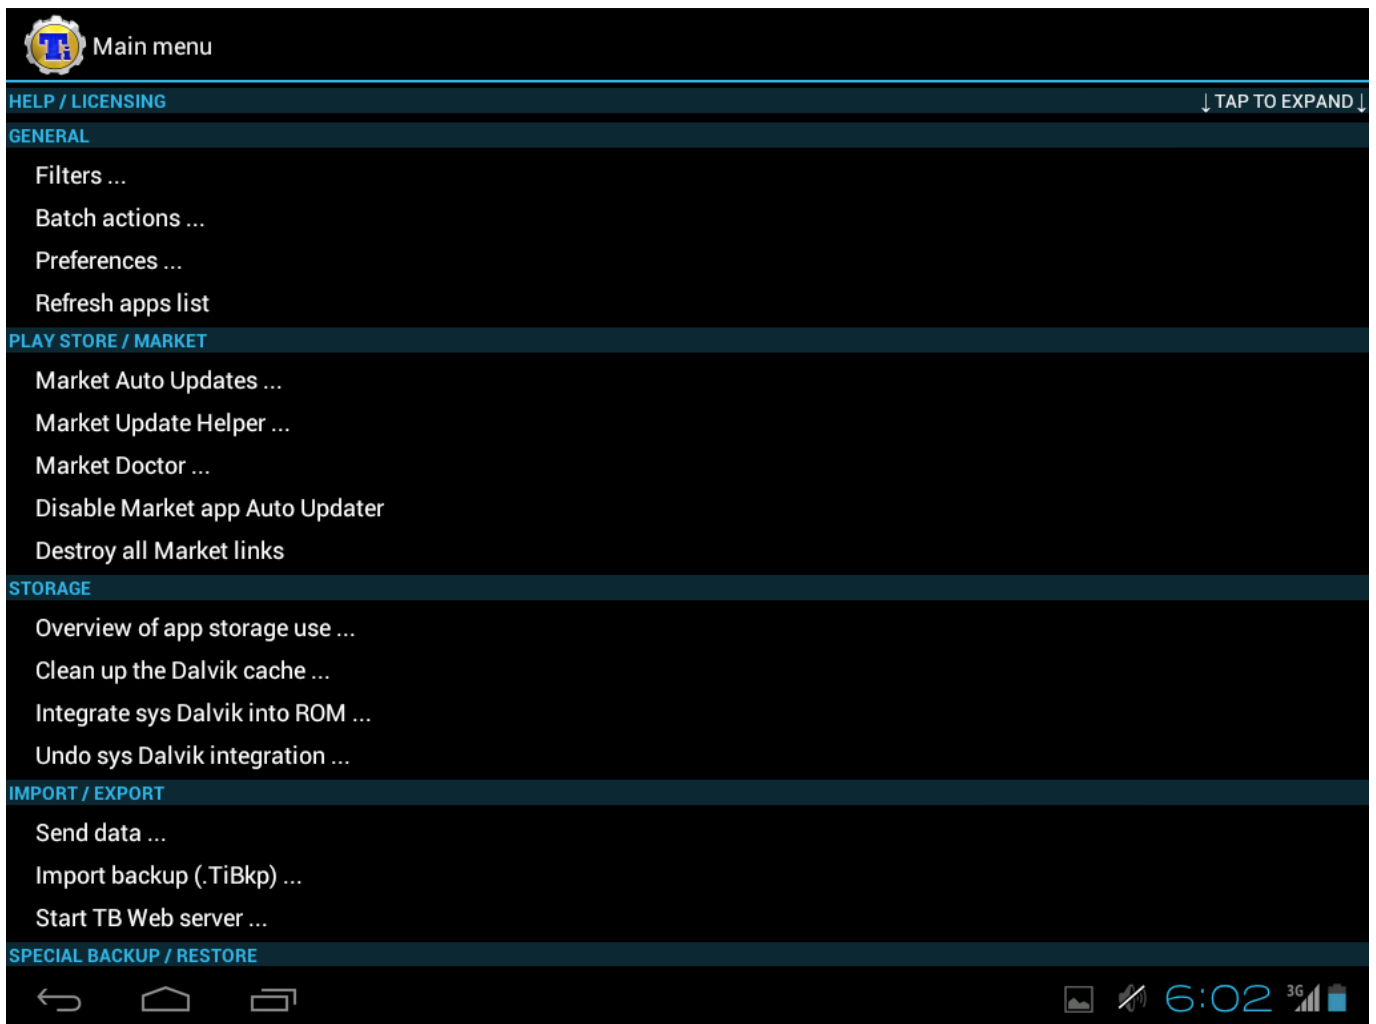 Ti Main menu
HELP / LICENSING ↓ TAP TO EXPAND ↓
GENERAL
Filters ...
Batch actions ...
Preferences ...
Refresh apps list
PLAY STORE / MARKET
Market Auto Updates ...
Market Update Helper ...
Market Doctor ...
Disable Market app Auto Updater
Destroy all Market links
STORAGE
Overview of app storage use ...
Clean up the Dalvik cache ...
Integrate sys Dalvik into ROM ...
Undo sys Dalvik integration ...
IMPORT / EXPORT
Send data ...
Import backup (.TiBkp) ...
Start TB Web server ...
SPECIAL BACKUP / RESTORE
6:02 3G